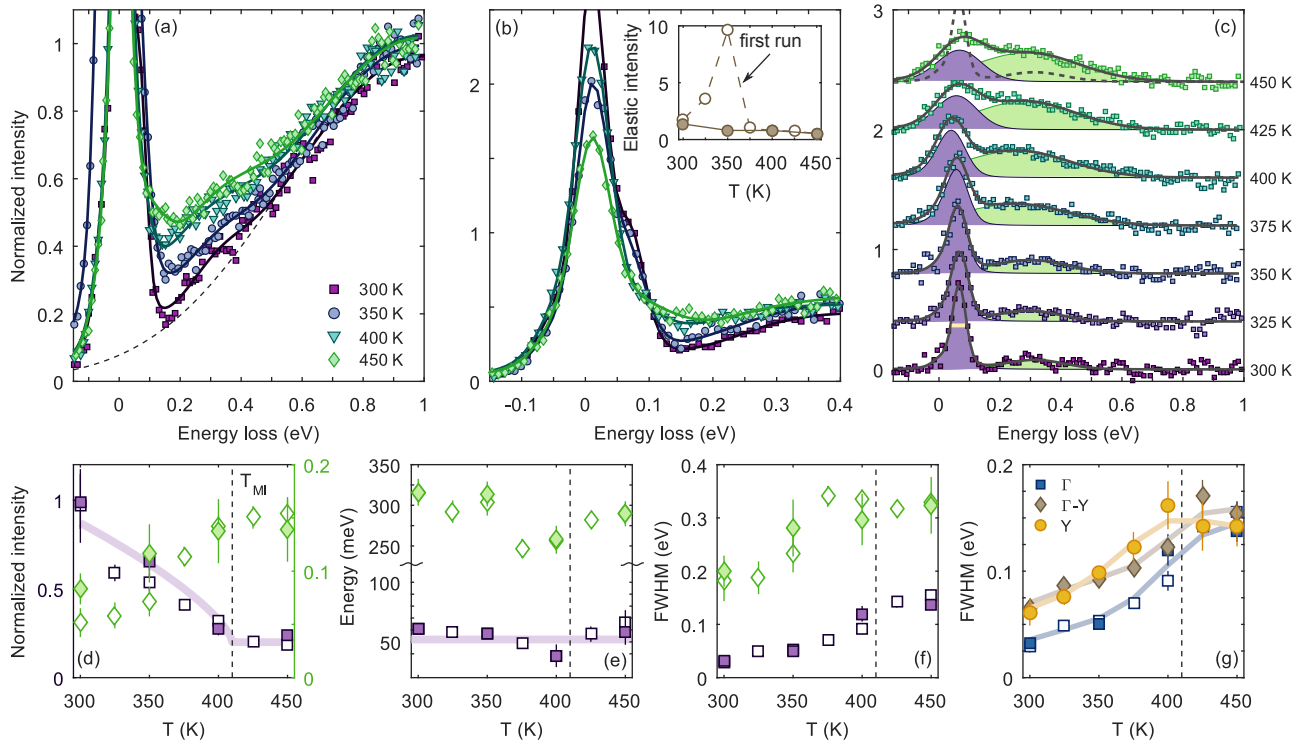 (a)
Normalized intensity
1
0.8
0.6
0.4
0.2
0
0 0.2 0.4 0.6 0.8 1
Energy loss (eV)
300 K
350 K
400 K
450 K
(b)
2
1
0
-0.1 0 0.1 0.2 0.3 0.4
Energy loss (eV)
Elastic intensity
10
5
0
300 350 400 450
T (K)
first run
(c)
3
2
1
0
0 0.2 0.4 0.6 0.8 1
Energy loss (eV)
450 K
425 K
400 K
375 K
350 K
325 K
300 K
(d)
Normalized intensity
1
0.5
0
0.2
0.1
0
T_MI
300 350 400 450
T (K)
(e)
Energy (meV)
350
300
250
100
50
300 350 400 450
T (K)
(f)
FWHM (eV)
0.4
0.3
0.2
0.1
0
300 350 400 450
T (K)
(g)
FWHM (eV)
0.2
0.1
0
Γ
Γ-Y
Y
300 350 400 450
T (K)